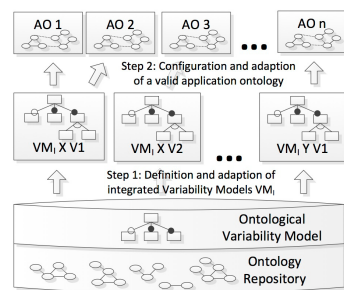 AO 1
AO 2
AO 3
AO n
Step 2: Configuration and adaption
of a valid application ontology
VMI X V1
VMI X V2
VMI Y V1
Step 1: Definition and adaption of
integrated Variability Models VMI
Ontological
Variability Model
Ontology
Repository